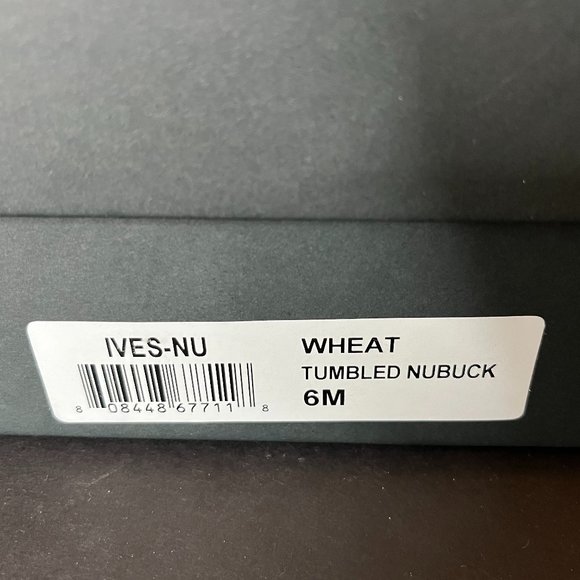 IVES-NU
8 08448 67711 8
WHEAT
TUMBLED NUBUCK
6M